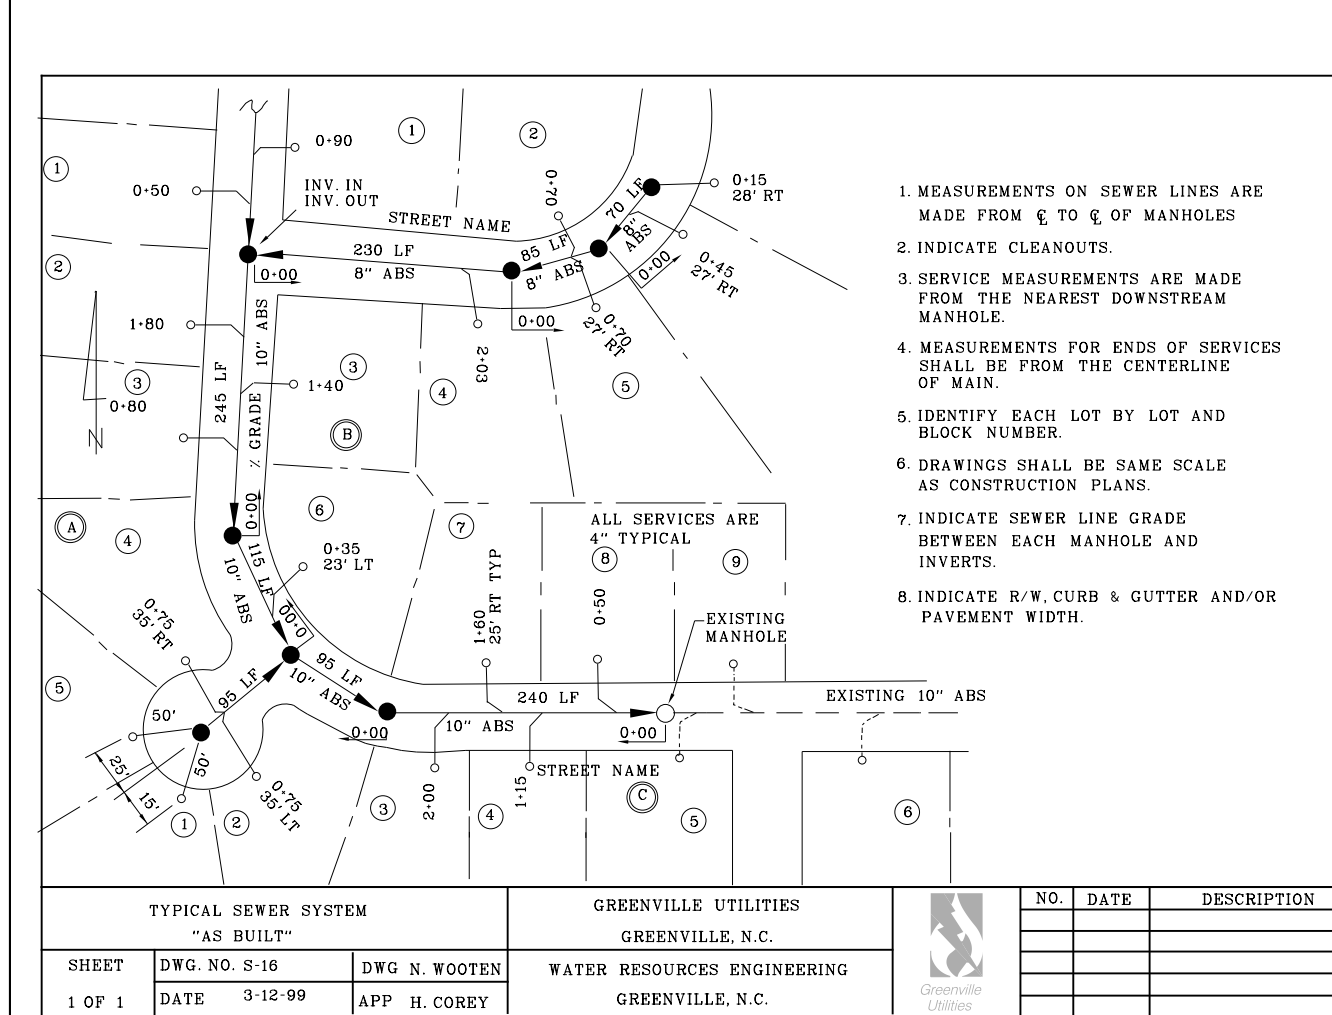 0+90
1
2
1
0+50
INV. IN
INV. OUT
0+70
70 LF
8" ABS
0+15
28' RT
STREET NAME
230 LF
8" ABS
85 LF
8" ABS
0+00
0+00
0+00
0+45
27' RT
2
1+80
10" ABS
245 LF
% GRADE
0+00
2+03
0+70
27' RT
3
3
4
5
0+80
1+40
N
B
A
4
6
7
ALL SERVICES ARE
4" TYPICAL
8
9
115 LF
10" ABS
0+35
23' LT
0+00
0+75
35' RT
1+60
25' RT TYP
0+50
EXISTING
MANHOLE
5
50'
95 LF
95 LF
10" ABS
240 LF
10" ABS
EXISTING 10" ABS
0+00
0+00
50'
25'
15'
0+75
35' LT
STREET NAME
2+00
1+15
C
1
2
3
4
5
6
1. MEASUREMENTS ON SEWER LINES ARE
MADE FROM ℄ TO ℄ OF MANHOLES
2. INDICATE CLEANOUTS.
3. SERVICE MEASUREMENTS ARE MADE
FROM THE NEAREST DOWNSTREAM
MANHOLE.
4. MEASUREMENTS FOR ENDS OF SERVICES
SHALL BE FROM THE CENTERLINE
OF MAIN.
5. IDENTIFY EACH LOT BY LOT AND
BLOCK NUMBER.
6. DRAWINGS SHALL BE SAME SCALE
AS CONSTRUCTION PLANS.
7. INDICATE SEWER LINE GRADE
BETWEEN EACH MANHOLE AND
INVERTS.
8. INDICATE R/W, CURB & GUTTER AND/OR
PAVEMENT WIDTH.
TYPICAL SEWER SYSTEM
"AS BUILT"
GREENVILLE UTILITIES
GREENVILLE, N.C.
SHEET
1 OF 1
DWG. NO. S-16
DATE 3-12-99
DWG N. WOOTEN
APP H. COREY
WATER RESOURCES ENGINEERING
GREENVILLE, N.C.
Greenville
Utilities
NO. DATE DESCRIPTION